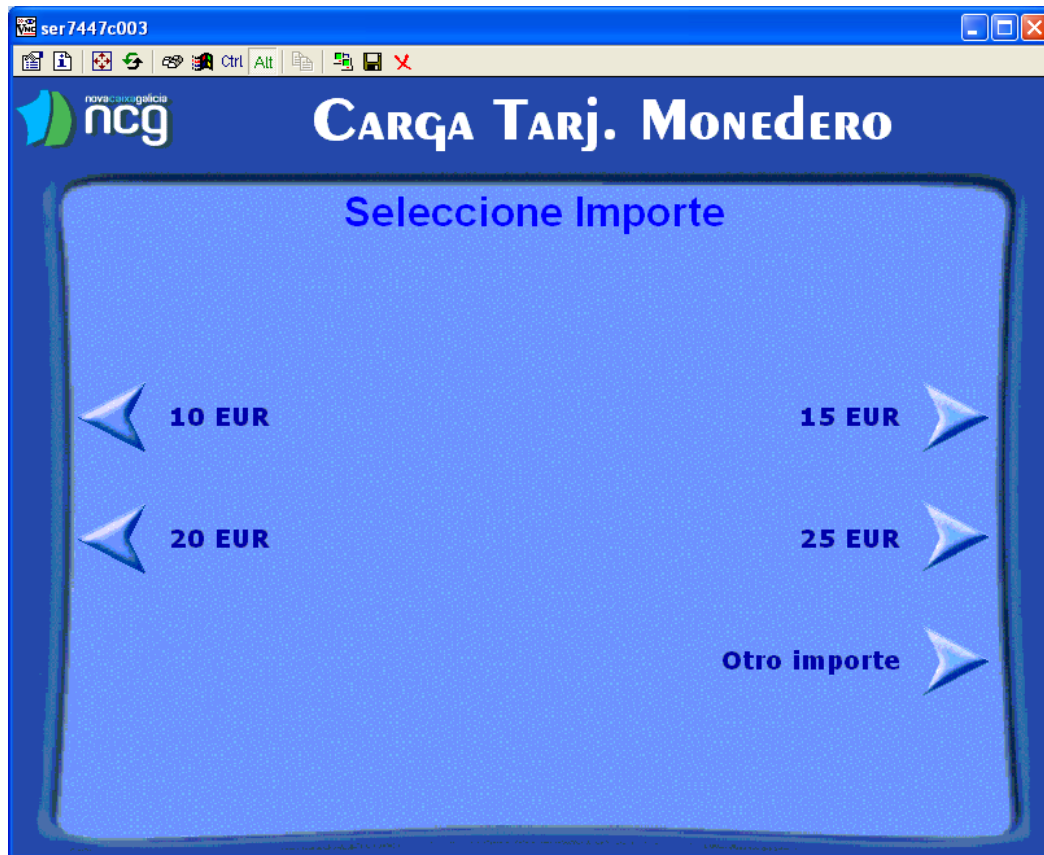 ser7447c003
Ctrl Alt
novacaixagalicia
ncg
CARGA TARJ. MONEDERO
Seleccione Importe
10 EUR
15 EUR
20 EUR
25 EUR
Otro importe